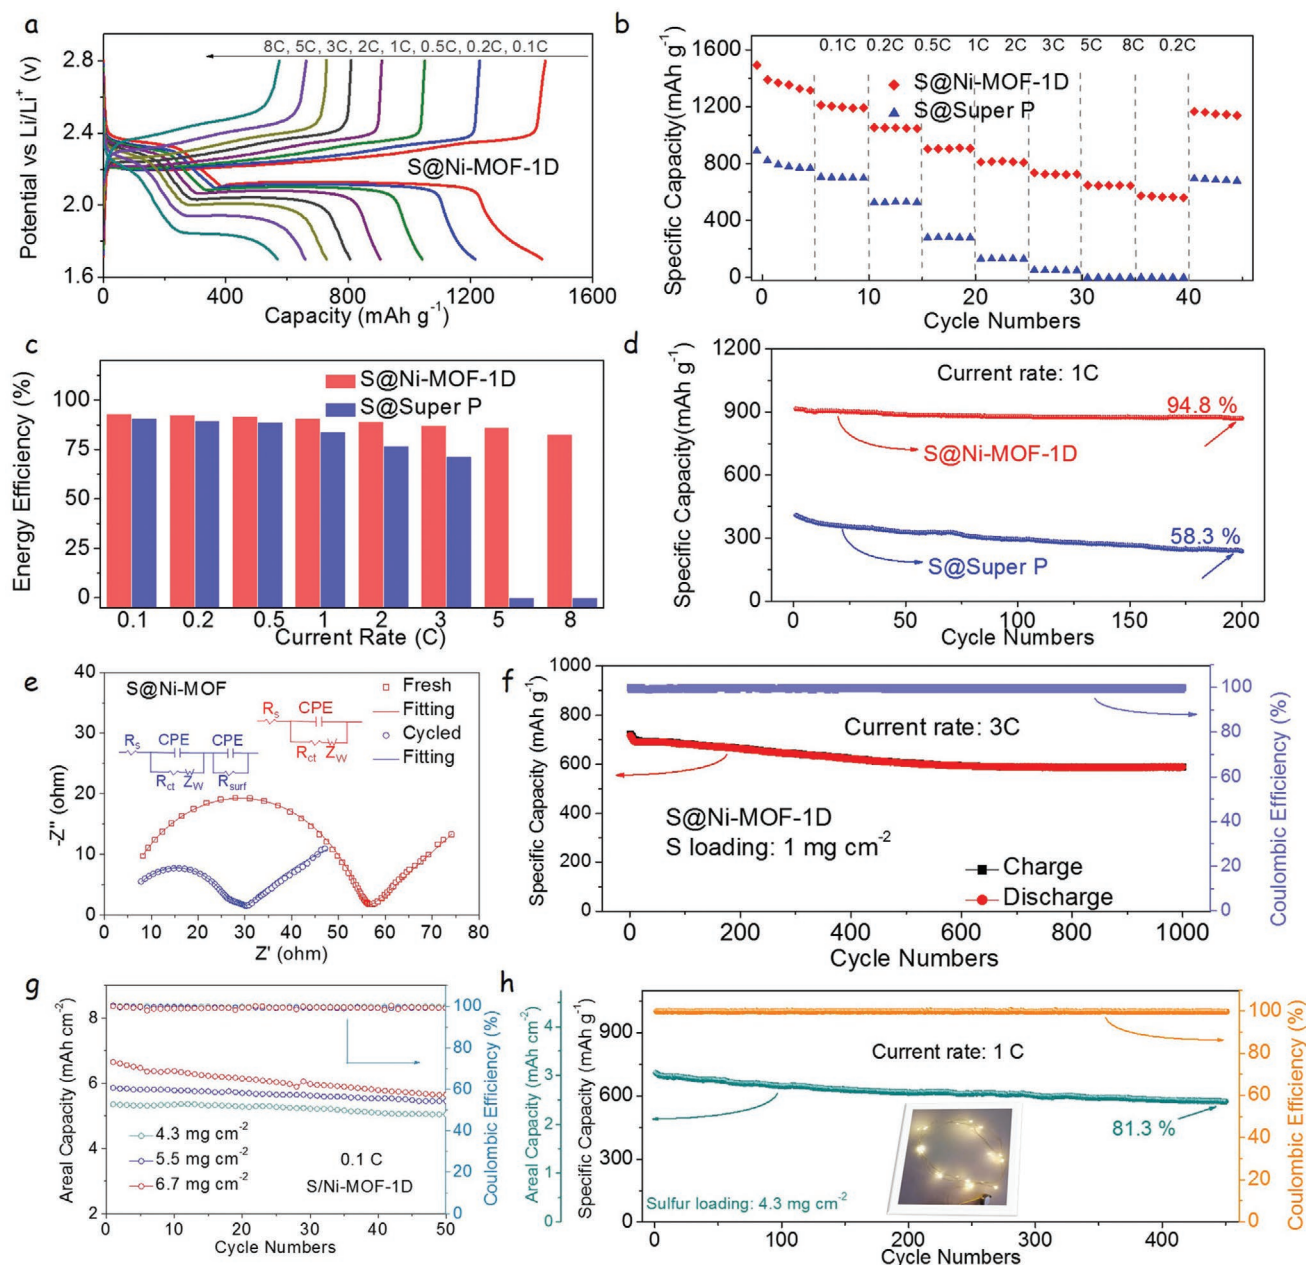 a
8C, 5C, 3C, 2C, 1C, 0.5C, 0.2C, 0.1C
2.8
2.4
2.0
1.6
Potential vs Li/Li⁺ (v)
S@Ni-MOF-1D
0
400
800
1200
1600
Capacity (mAh g⁻¹)
b
1600
1200
800
400
0
Specific Capacity(mAh g⁻¹)
0.1C 0.2C 0.5C 1C 2C 3C 5C 8C 0.2C
S@Ni-MOF-1D
S@Super P
0
10
20
30
40
Cycle Numbers
c
100
75
50
25
0
Energy Efficiency (%)
S@Ni-MOF-1D
S@Super P
0.1
0.2
0.5
1
2
3
5
8
Current Rate (C)
d
1200
900
600
300
0
Specific Capacity(mAh g⁻¹)
Current rate: 1C
94.8 %
S@Ni-MOF-1D
58.3 %
S@Super P
0
50
100
150
200
Cycle Numbers
e
40
30
20
10
0
-Z" (ohm)
S@Ni-MOF
Fresh
Fitting
Cycled
Fitting
Rs CPE
Rct Zw
Rs CPE CPE
Rct Zw Rsurf
0
10
20
30
40
50
60
70
80
Z' (ohm)
f
1000
800
600
400
200
0
Specific Capacity (mAh g⁻¹)
Current rate: 3C
S@Ni-MOF-1D
S loading: 1 mg cm⁻²
Charge
Discharge
100
80
60
40
20
0
Coulombic Efficiency (%)
0
200
400
600
800
1000
Cycle Numbers
g
8
6
4
2
Areal Capacity (mAh cm⁻²)
4.3 mg cm⁻²
5.5 mg cm⁻²
6.7 mg cm⁻²
0.1 C
S/Ni-MOF-1D
100
80
60
40
20
0
Coulombic Efficiency (%)
0
10
20
30
40
50
Cycle Numbers
h
4
3
2
1
0
Areal Capacity (mAh cm⁻²)
900
600
300
0
Specific Capacity (mAh g⁻¹)
Current rate: 1 C
81.3 %
Sulfur loading: 4.3 mg cm⁻²
100
80
60
40
20
0
Coulombic Efficiency (%)
0
100
200
300
400
Cycle Numbers